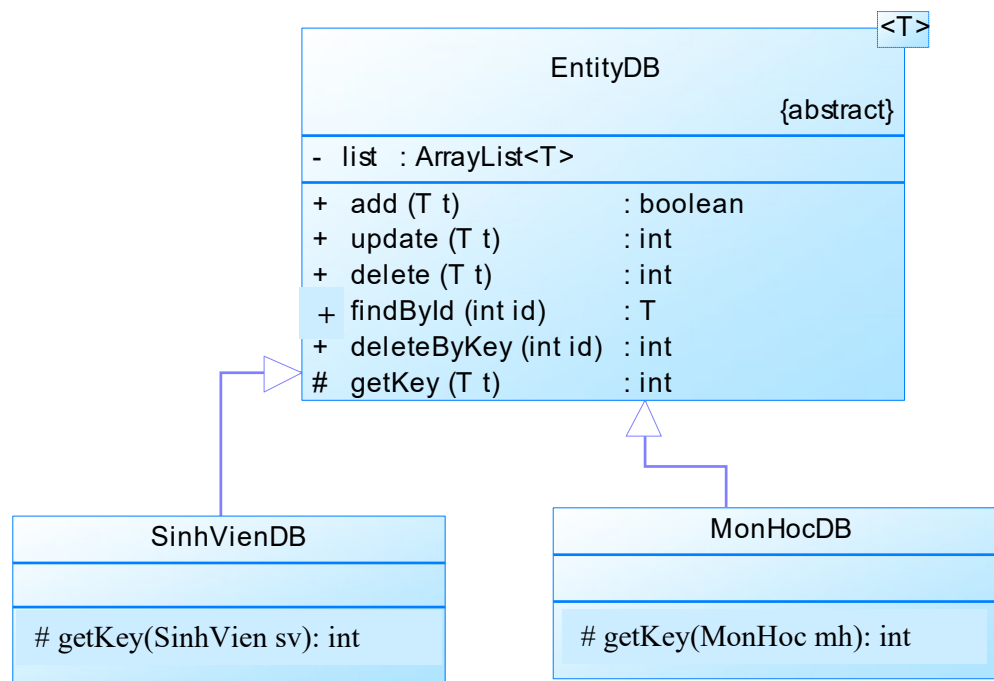 <T>
EntityDB
{abstract}
- list : ArrayList<T>
+ add (T t) : boolean
+ update (T t) : int
+ delete (T t) : int
+ findById (int id) : T
+ deleteByKey (int id) : int
# getKey (T t) : int
SinhVienDB
# getKey(SinhVien sv): int
MonHocDB
# getKey(MonHoc mh): int